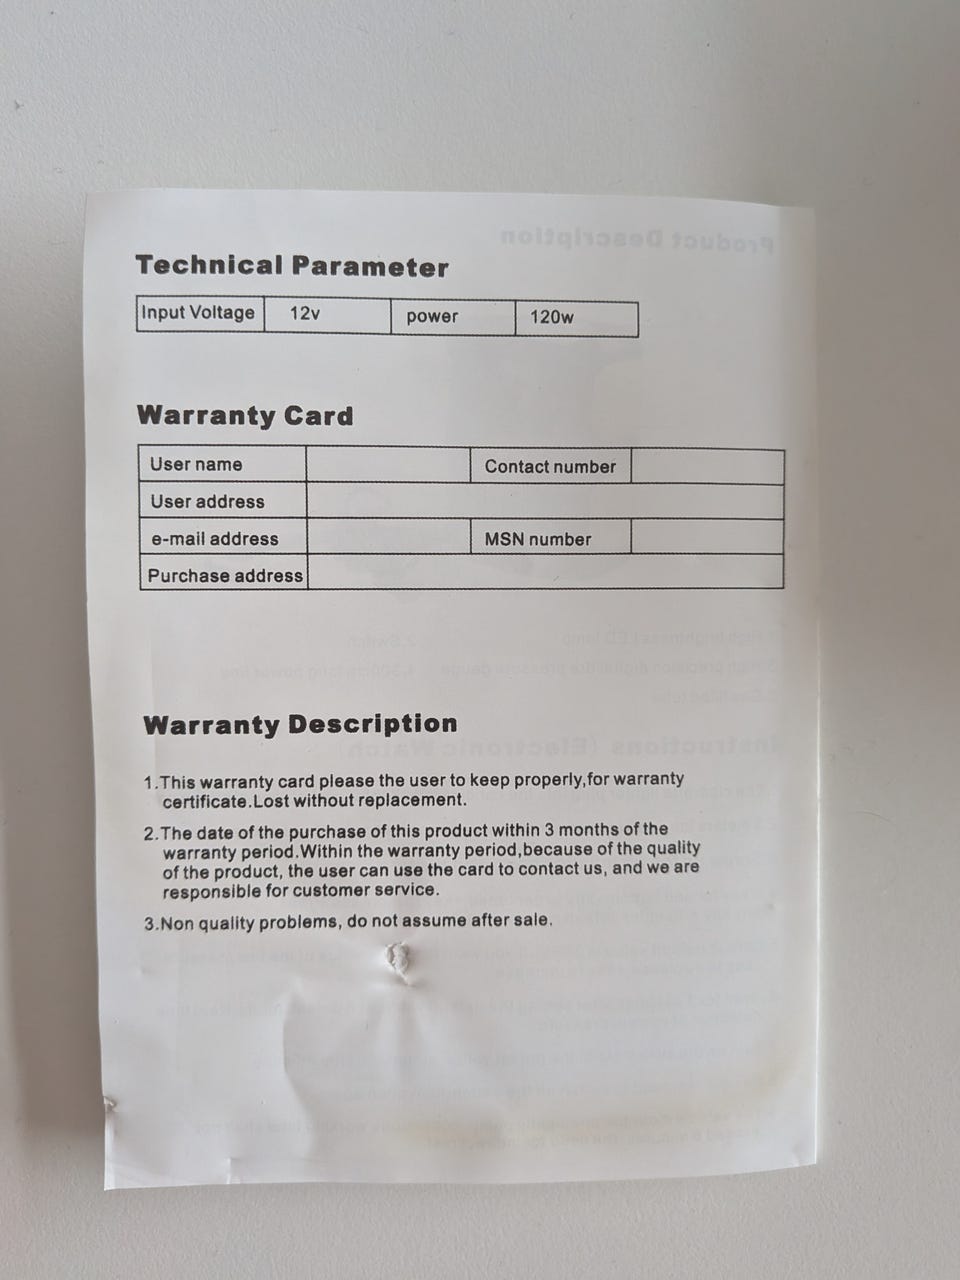 Product Description
Technical Parameter
Input Voltage 12v power 120w
Warranty Card
User name Contact number
User address
e-mail address MSN number
Purchase address
Warranty Description
1.This warranty card please the user to keep properly,for warranty
certificate.Lost without replacement.
2.The date of the purchase of this product within 3 months of the
warranty period.Within the warranty period,because of the quality
of the product, the user can use the card to contact us, and we are
responsible for customer service.
3.Non quality problems, do not assume after sale.